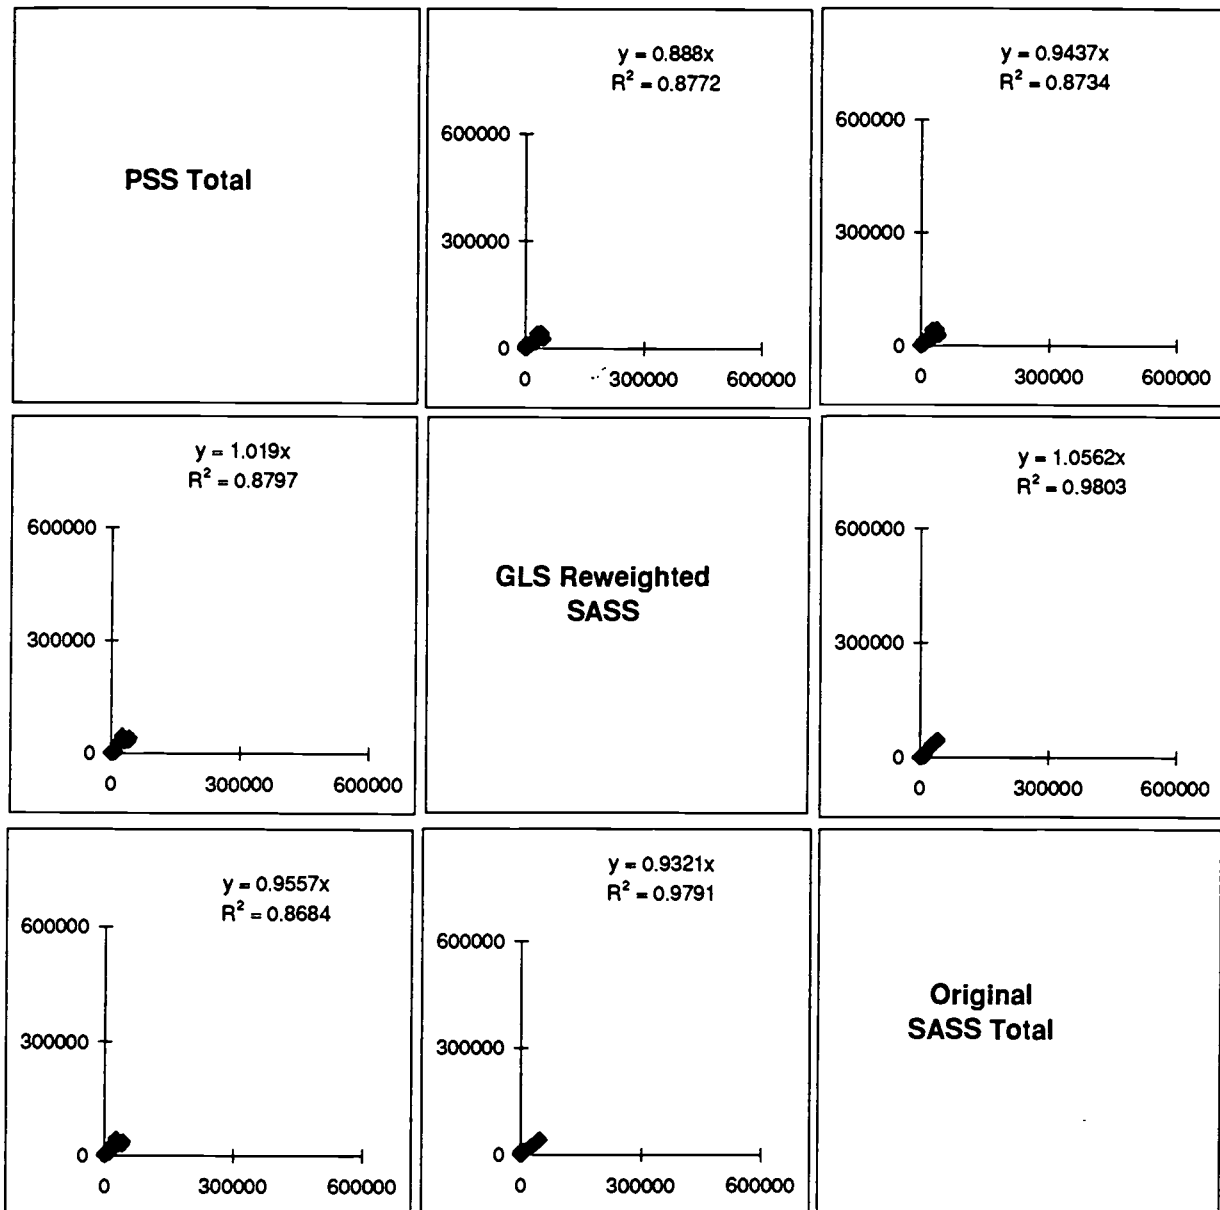 PSS Total
y = 0.888x
R² = 0.8772
600000
300000
0
0 300000 600000
y = 0.9437x
R² = 0.8734
600000
300000
0
0 300000 600000
y = 1.019x
R² = 0.8797
600000
300000
0
0 300000 600000
GLS Reweighted
SASS
y = 1.0562x
R² = 0.9803
600000
300000
0
0 300000 600000
y = 0.9557x
R² = 0.8684
600000
300000
0
0 300000 600000
y = 0.9321x
R² = 0.9791
600000
300000
0
0 300000 600000
Original
SASS Total